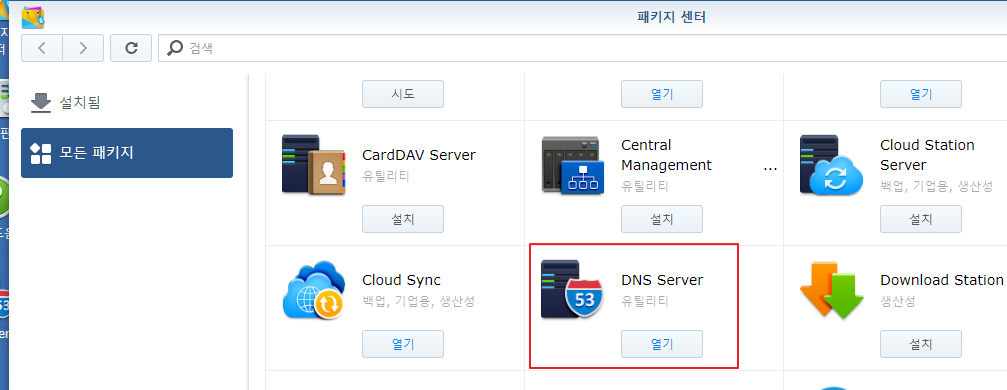 패키지 센터
검색
설치됨
모든 패키지
시도
열기
열기
CardDAV Server
유틸리티
설치
Central
Management
...
유틸리티
설치
Cloud Station
Server
백업, 기업용, 생산성
설치
Cloud Sync
백업, 기업용, 생산성
열기
53
DNS Server
유틸리티
열기
Download Station
생산성
설치